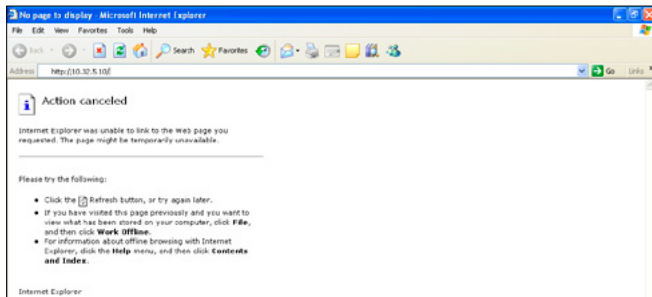 No page to display - Microsoft Internet Explorer
File Edit View Favorites Tools Help
Back Search Favorites
Address http://10.32.5.10/ Go Links
Action canceled
Internet Explorer was unable to link to the Web page you
requested. The page might be temporarily unavailable.
Please try the following:
Click the Refresh button, or try again later.
If you have visited this page previously and you want to
view what has been stored on your computer, click File,
and then click Work Offline.
For information about offline browsing with Internet
Explorer, click the Help menu, and then click Contents
and Index.
Internet Explorer